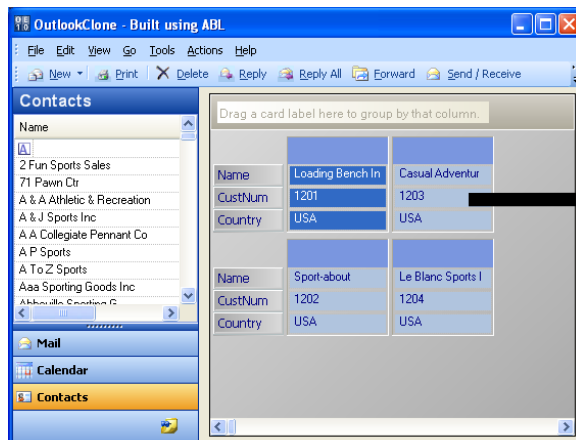 OutlookClone - Built using ABL
File Edit View Go Tools Actions Help
New Print Delete Reply Reply All Forward Send / Receive
Contacts
Name
A
2 Fun Sports Sales
71 Pawn Ctr
A & A Athletic & Recreation
A & J Sports Inc
A A Collegiate Pennant Co
A P Sports
A To Z Sports
Aaa Sporting Goods Inc
Abbeville Sporting G
Mail
Calendar
Contacts
Drag a card label here to group by that column.
Name Loading Bench In Casual Adventur
CustNum 1201 1203
Country USA USA
Name Sport-about Le Blanc Sports I
CustNum 1202 1204
Country USA USA